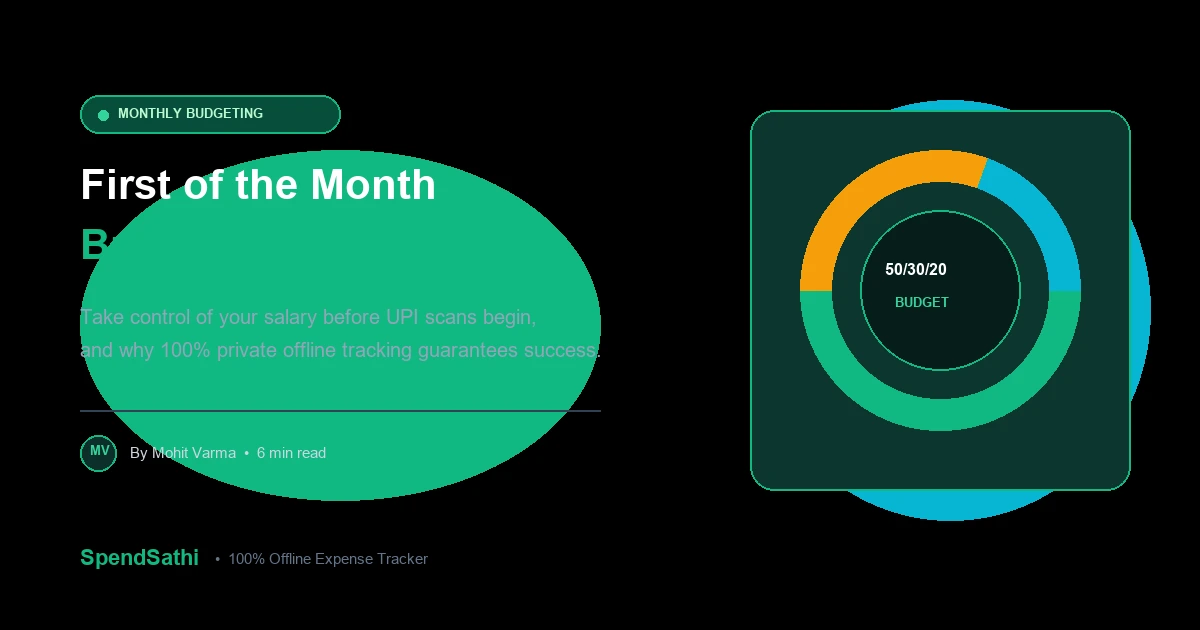 MONTHLY BUDGETING
First of the Month
Take control of your salary before UPI scans begin,
and why 100% private offline tracking guarantees success.
MV
By Mohit Varma • 6 min read
SpendSathi • 100% Offline Expense Tracker
50/30/20
BUDGET